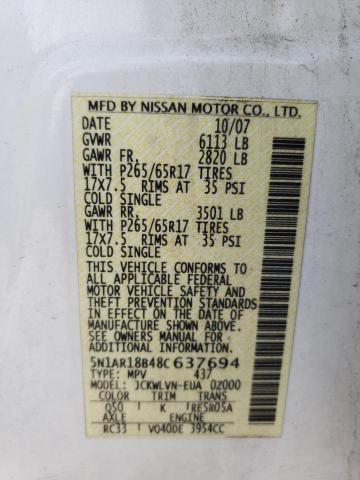 MFD BY NISSAN MOTOR CO., LTD.
DATE 10/07
GVWR 6113 LB
GAWR FR. 2820 LB
WITH P265/65R17 TIRES
17X7.5 RIMS AT 35 PSI
COLD SINGLE
GAWR RR. 3501 LB
WITH P265/65R17 TIRES
17X7.5 RIMS AT 35 PSI
COLD SINGLE
THIS VEHICLE CONFORMS TO
ALL APPLICABLE FEDERAL
MOTOR VEHICLE SAFETY AND
THEFT PREVENTION STANDARDS
IN EFFECT ON THE DATE OF
MANUFACTURE SHOWN ABOVE.
SEE OWNERS MANUAL FOR
ADDITIONAL INFORMATION
5N1AR18B48C637694
TYPE: MPV 437
MODEL: JCKWLVN-EUA DZ000
COLOR TRIM TRANS
Q50 K RE5R05A
AXLE ENGINE
RC33 VQ40DE 3954CC